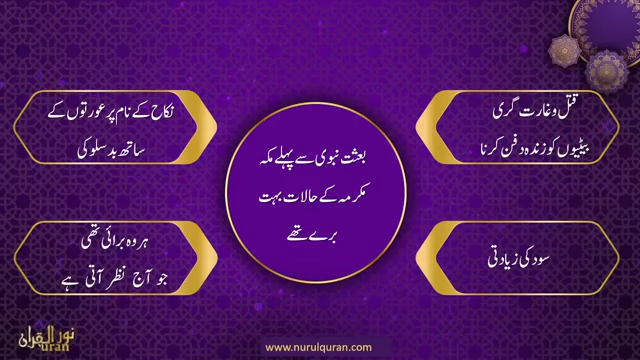 بعثت نبوی سے پہلے مکہ
مکرمہ کے حالات بہت
برے تھے
قتل و غارت گری
بیٹیوں کو زندہ دفن کرنا
نکاح کے نام پر عورتوں کے
ساتھ بدسلوکی
سود کی زیادتی
ہر وہ برائی تھی
جو آج نظر آتی ہے
نور القرآن
uran
www.nurulquran.com